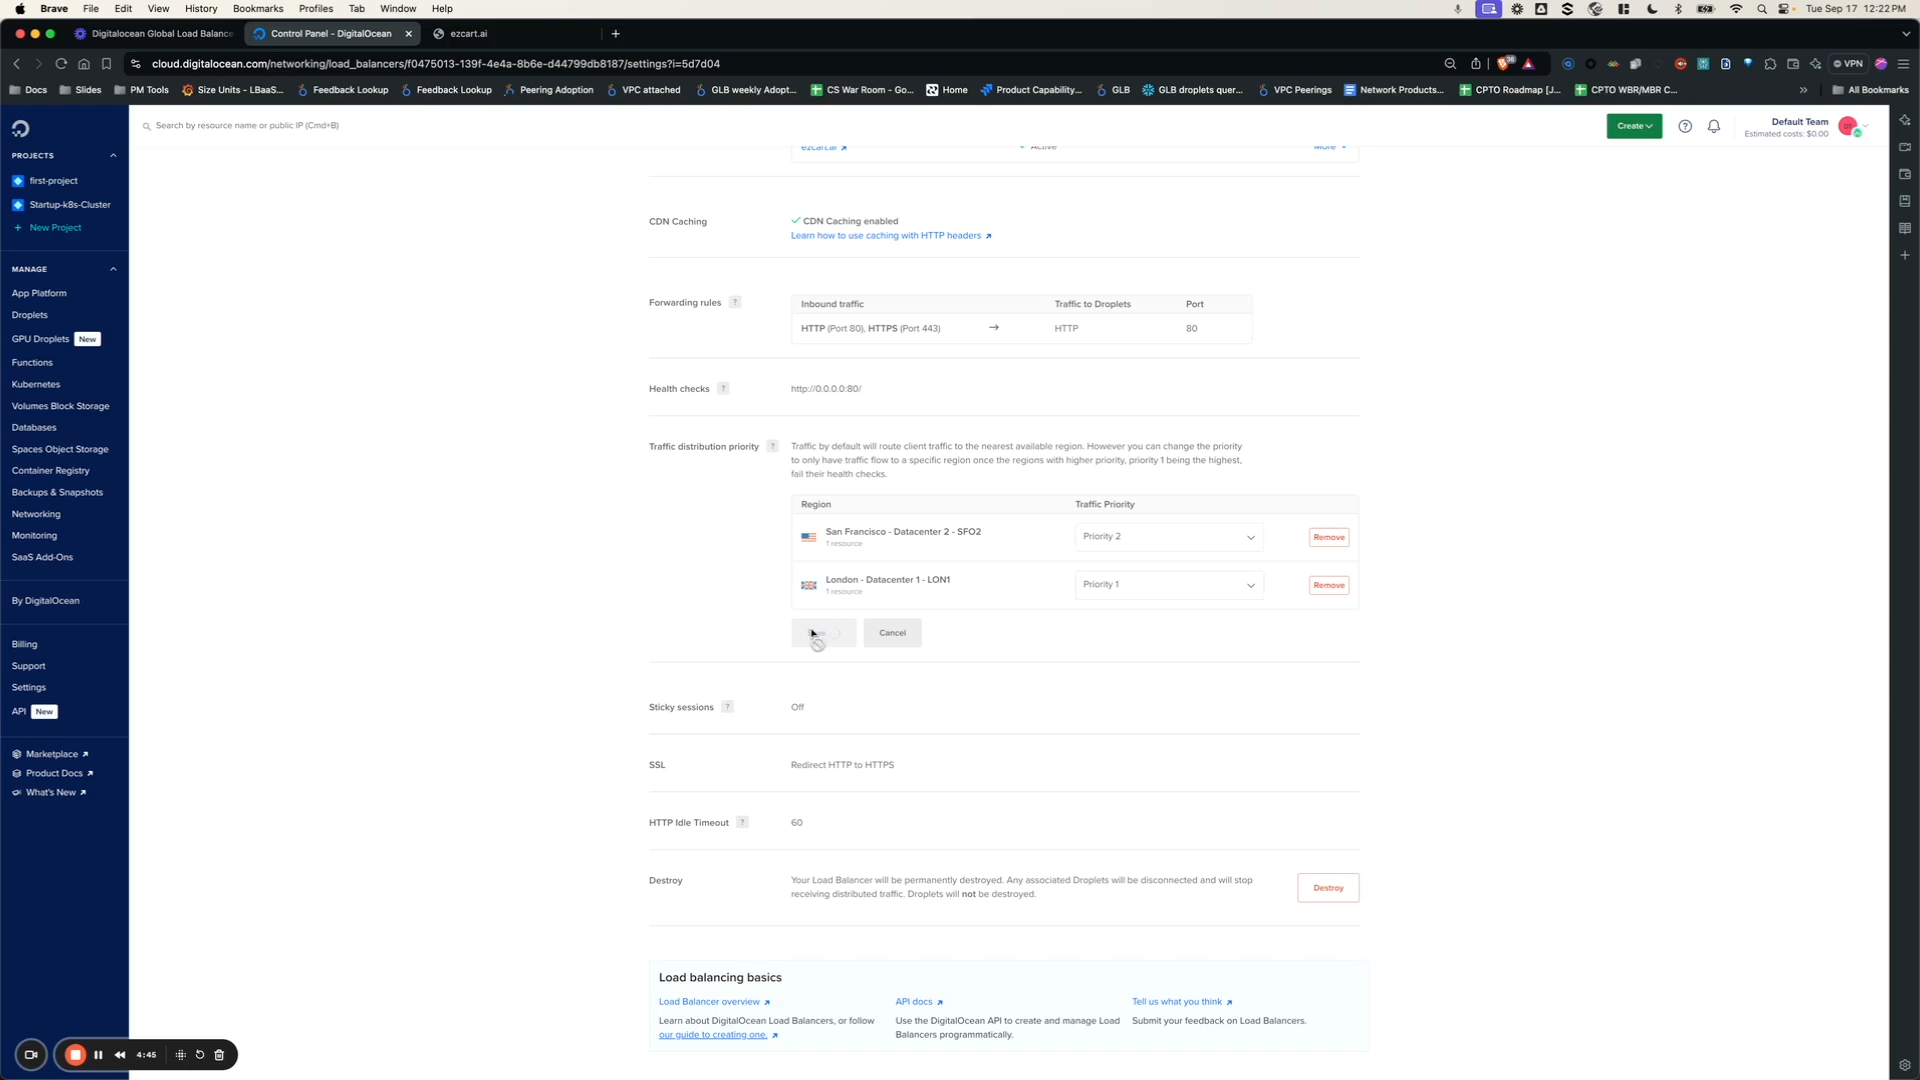 Brave File Edit View History Bookmarks Profiles Tab Window Help
Tue Sep 17 12:22 PM
Digitalocean Global Load Balance
Control Panel - DigitalOcean
ezcart.ai
cloud.digitalocean.com/networking/load_balancers/f0475013-139f-4e4a-8b6e-d44799db8187/settings?i=5d7d04
VPN
Docs
Slides
PM Tools
Size Units - LBaaS...
Feedback Lookup
Feedback Lookup
Peering Adoption
VPC attached
GLB weekly Adopt...
CS War Room - Go...
Home
Product Capability...
GLB
GLB droplets quer...
VPC Peerings
Network Products...
CPTO Roadmap [J...
CPTO WBR/MBR C...
All Bookmarks
Search by resource name or public IP (Cmd+B)
Create
Default Team
Estimated costs: $0.00
PROJECTS
first-project
Startup-k8s-Cluster
+ New Project
MANAGE
App Platform
Droplets
GPU Droplets New
Functions
Kubernetes
Volumes Block Storage
Databases
Spaces Object Storage
Container Registry
Backups & Snapshots
Networking
Monitoring
SaaS Add-Ons
By DigitalOcean
Billing
Support
Settings
API New
Marketplace
Product Docs
What's New
4:45
ezcart.ai
Active
More
CDN Caching
CDN Caching enabled
Learn how to use caching with HTTP headers
Forwarding rules ?
Inbound traffic Traffic to Droplets Port
HTTP (Port 80), HTTPS (Port 443) → HTTP 80
Health checks ?
http://0.0.0.0:80/
Traffic distribution priority ?
Traffic by default will route client traffic to the nearest available region. However you can change the priority
to only have traffic flow to a specific region once the regions with higher priority, priority 1 being the highest,
fail their health checks.
Region Traffic Priority
San Francisco - Datacenter 2 - SFO2
1 resource
Priority 2
Remove
London - Datacenter 1 - LON1
1 resource
Priority 1
Remove
Cancel
Sticky sessions ?
Off
SSL
Redirect HTTP to HTTPS
HTTP Idle Timeout ?
60
Destroy
Your Load Balancer will be permanently destroyed. Any associated Droplets will be disconnected and will stop
receiving distributed traffic. Droplets will not be destroyed.
Destroy
Load balancing basics
Load Balancer overview
Learn about DigitalOcean Load Balancers, or follow
our guide to creating one.
API docs
Use the DigitalOcean API to create and manage Load
Balancers programmatically.
Tell us what you think
Submit your feedback on Load Balancers.